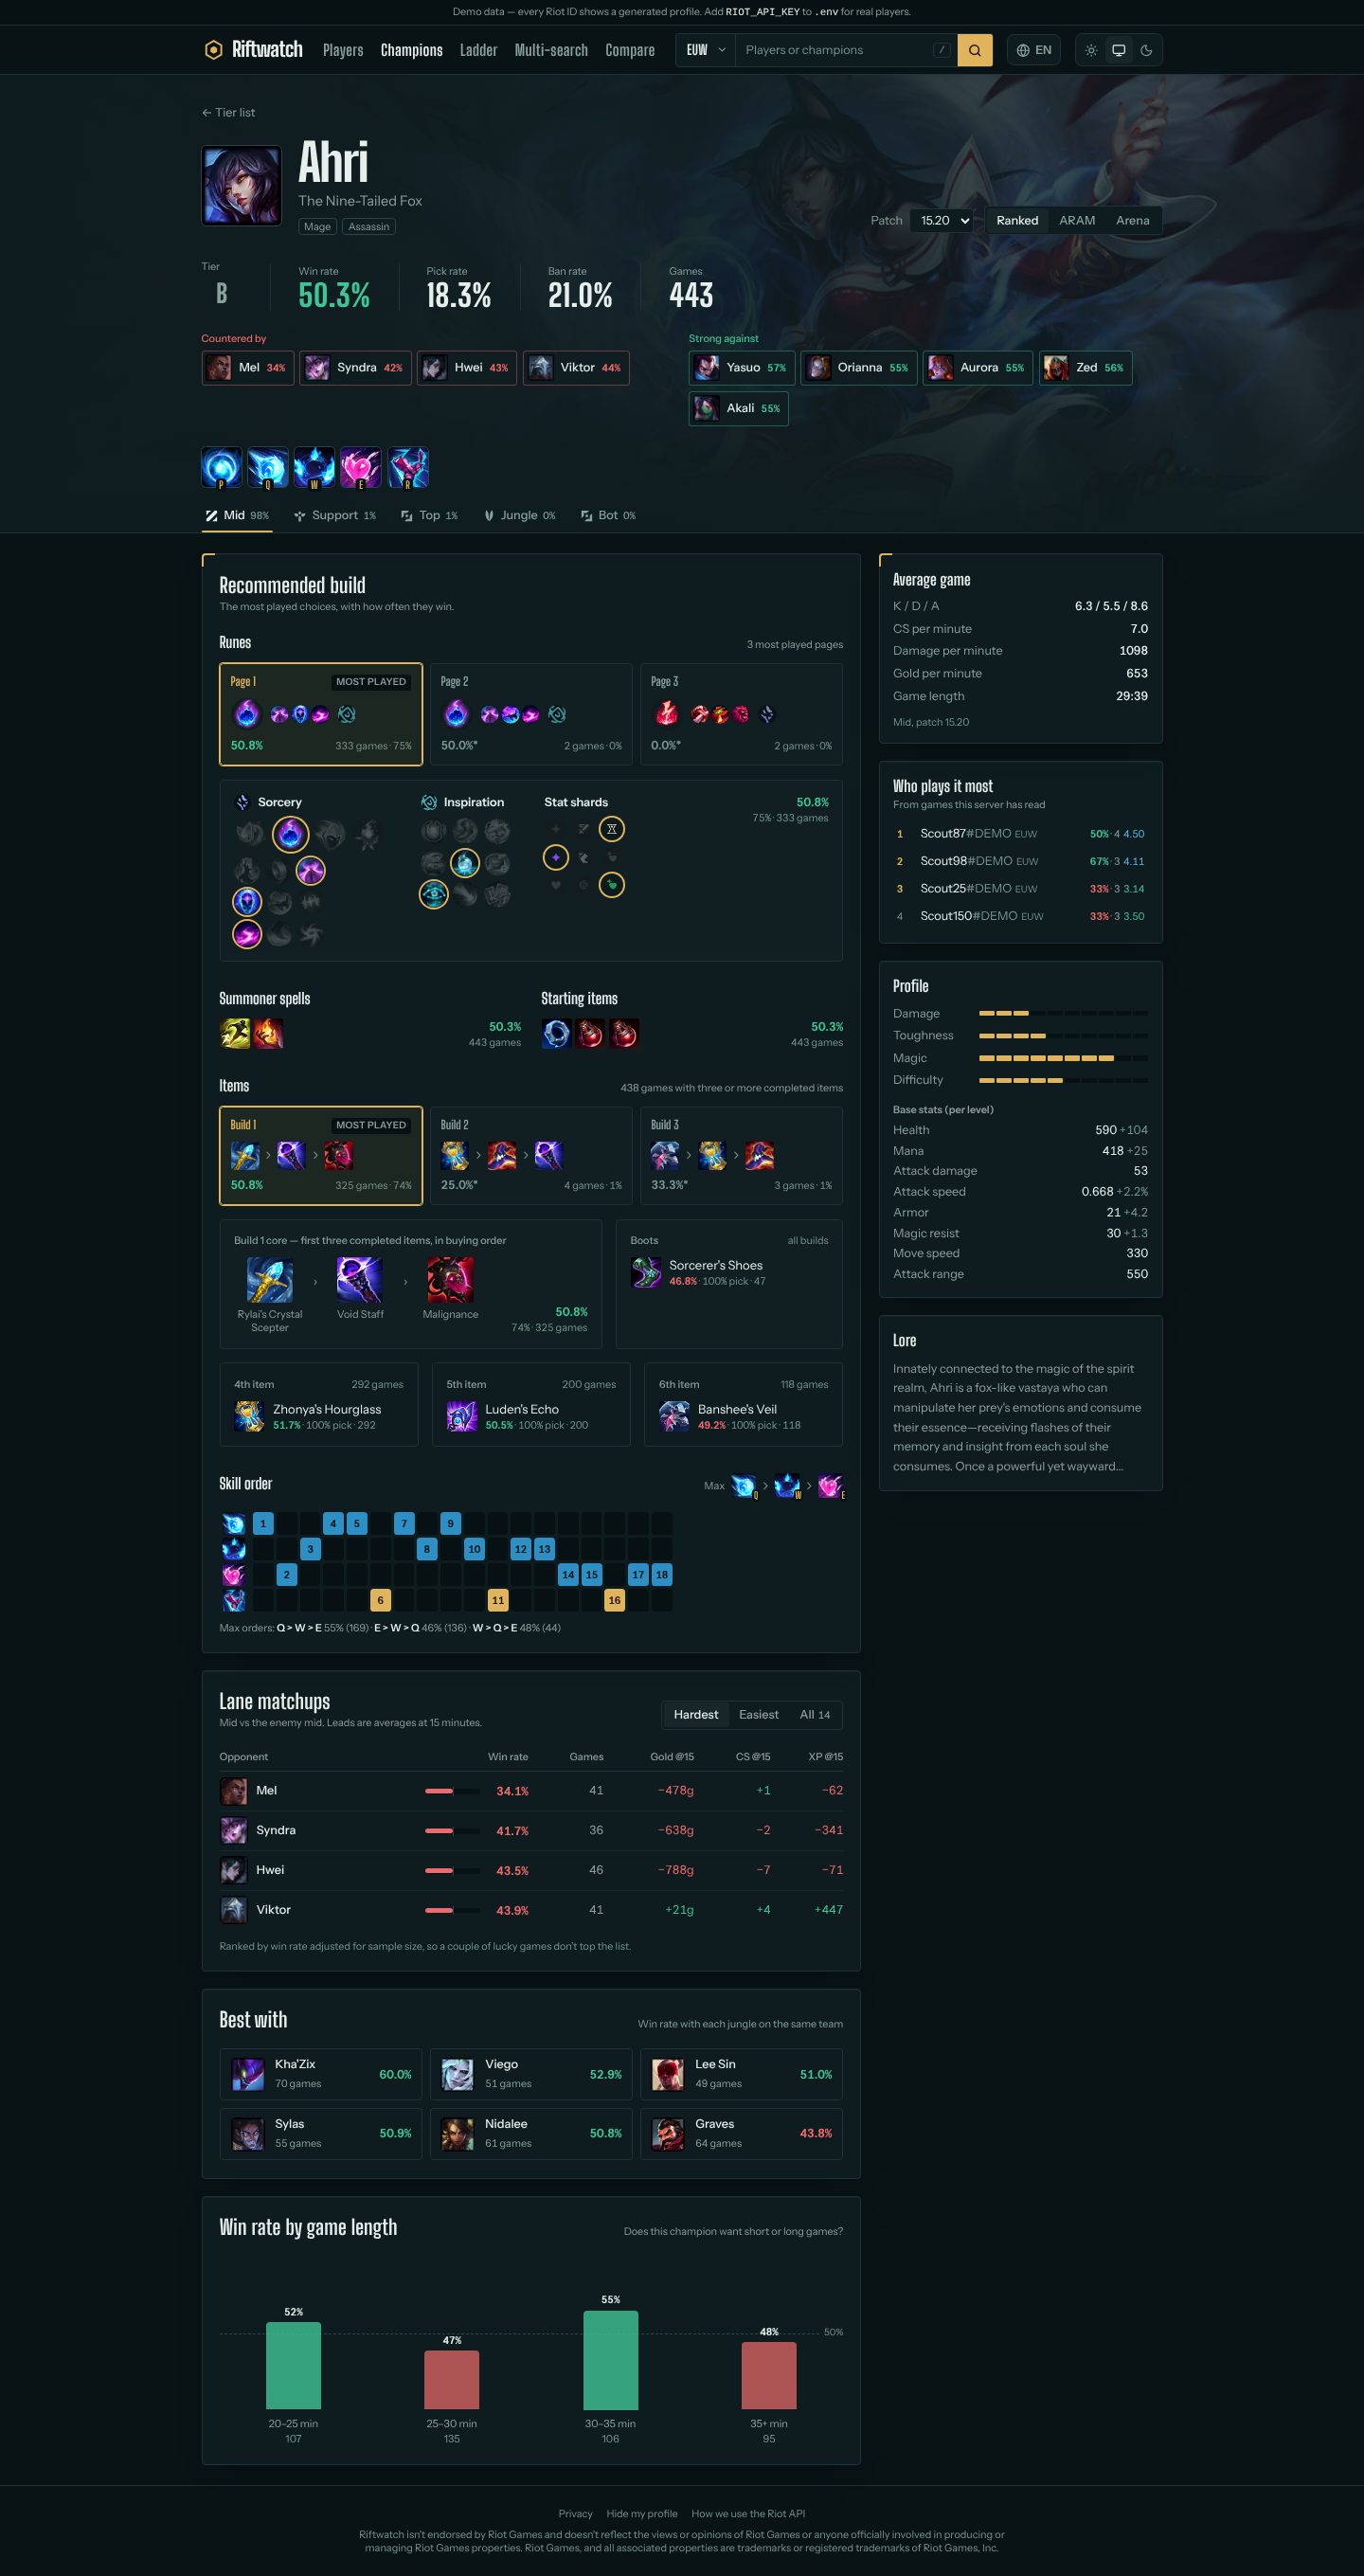 Demo data — every Riot ID shows a generated profile. Add RIOT_API_KEY to .env for real players.
Riftwatch Players Champions Ladder Multi-search Compare EUW Players or champions / EN
← Tier list
Ahri
The Nine-Tailed Fox
Mage Assassin
Patch 15.20 Ranked ARAM Arena
Tier Win rate Pick rate Ban rate Games
B 50.3% 18.3% 21.0% 443
Countered by
Mel 34% Syndra 42% Hwei 43% Viktor 44%
Strong against
Yasuo 57% Orianna 55% Aurora 55% Zed 56%
Akali 55%
P Q W E R
Mid 98% Support 1% Top 1% Jungle 0% Bot 0%
Recommended build
The most played choices, with how often they win.
Runes 3 most played pages
Page 1 MOST PLAYED
50.8% 333 games · 75%
Page 2
50.0%* 2 games · 0%
Page 3
0.0%* 2 games · 0%
Sorcery Inspiration Stat shards 50.8%
75% · 333 games
Summoner spells
50.3%
443 games
Starting items
50.3%
443 games
Items 438 games with three or more completed items
Build 1 MOST PLAYED
50.8% 325 games · 74%
Build 2
25.0%* 4 games · 1%
Build 3
33.3%* 3 games · 1%
Build 1 core — first three completed items, in buying order
Rylai's Crystal Scepter
Void Staff
Malignance
50.8%
74% · 325 games
Boots all builds
Sorcerer's Shoes
46.8% · 100% pick · 47
4th item 292 games
Zhonya's Hourglass
51.7% · 100% pick · 292
5th item 200 games
Luden's Echo
50.5% · 100% pick · 200
6th item 118 games
Banshee's Veil
49.2% · 100% pick · 118
Skill order Max Q › W › E
1 4 5 7 9
3 8 10 12 13
2 14 15 17 18
6 11 16
Max orders: Q > W > E 55% (169) · E > W > Q 46% (136) · W > Q > E 48% (44)
Lane matchups
Mid vs the enemy mid. Leads are averages at 15 minutes.
Hardest Easiest All 14
Opponent Win rate Games Gold @15 CS @15 XP @15
Mel 34.1% 41 −478g +1 −62
Syndra 41.7% 36 −638g −2 −341
Hwei 43.5% 46 −788g −7 −71
Viktor 43.9% 41 +21g +4 +447
Ranked by win rate adjusted for sample size, so a couple of lucky games don't top the list.
Best with Win rate with each jungle on the same team
Kha'Zix 60.0%
70 games
Viego 52.9%
51 games
Lee Sin 51.0%
49 games
Sylas 50.9%
55 games
Nidalee 50.8%
61 games
Graves 43.8%
64 games
Win rate by game length Does this champion want short or long games?
52% 47% 55% 48% 50%
20–25 min 25–30 min 30–35 min 35+ min
107 135 106 95
Average game
K / D / A 6.3 / 5.5 / 8.6
CS per minute 7.0
Damage per minute 1098
Gold per minute 653
Game length 29:39
Mid, patch 15.20
Who plays it most
From games this server has read
1 Scout87#DEMO EUW 50% · 4 4.50
2 Scout98#DEMO EUW 67% · 3 4.11
3 Scout25#DEMO EUW 33% · 3 3.14
4 Scout150#DEMO EUW 33% · 3 3.50
Profile
Damage
Toughness
Magic
Difficulty
Base stats (per level)
Health 590 +104
Mana 418 +25
Attack damage 53
Attack speed 0.668 +2.2%
Armor 21 +4.2
Magic resist 30 +1.3
Move speed 330
Attack range 550
Lore
Innately connected to the magic of the spirit
realm, Ahri is a fox-like vastaya who can
manipulate her prey's emotions and consume
their essence—receiving flashes of their
memory and insight from each soul she
consumes. Once a powerful yet wayward...
Privacy Hide my profile How we use the Riot API
Riftwatch isn't endorsed by Riot Games and doesn't reflect the views or opinions of Riot Games or anyone officially involved in producing or
managing Riot Games properties. Riot Games, and all associated properties are trademarks or registered trademarks of Riot Games, Inc.